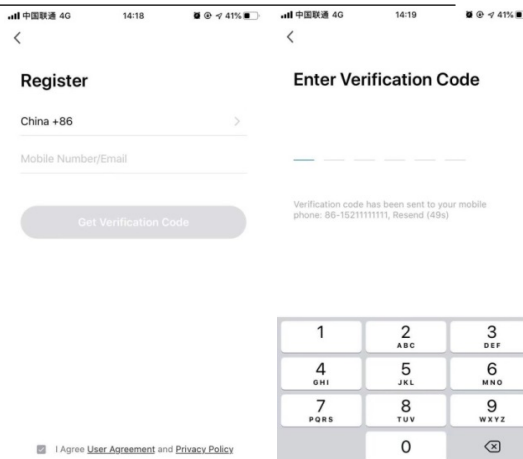 中国联通 4G 14:18 41%
Register
China +86
Mobile Number/Email
Get Verification Code
I Agree User Agreement and Privacy Policy
中国联通 4G 14:19 41%
Enter Verification Code
Verification code has been sent to your mobile
phone: 86-15211111111, Resend (49s)
1 2 3
ABC DEF
4 5 6
GHI JKL MNO
7 8 9
PQRS TUV WXYZ
0